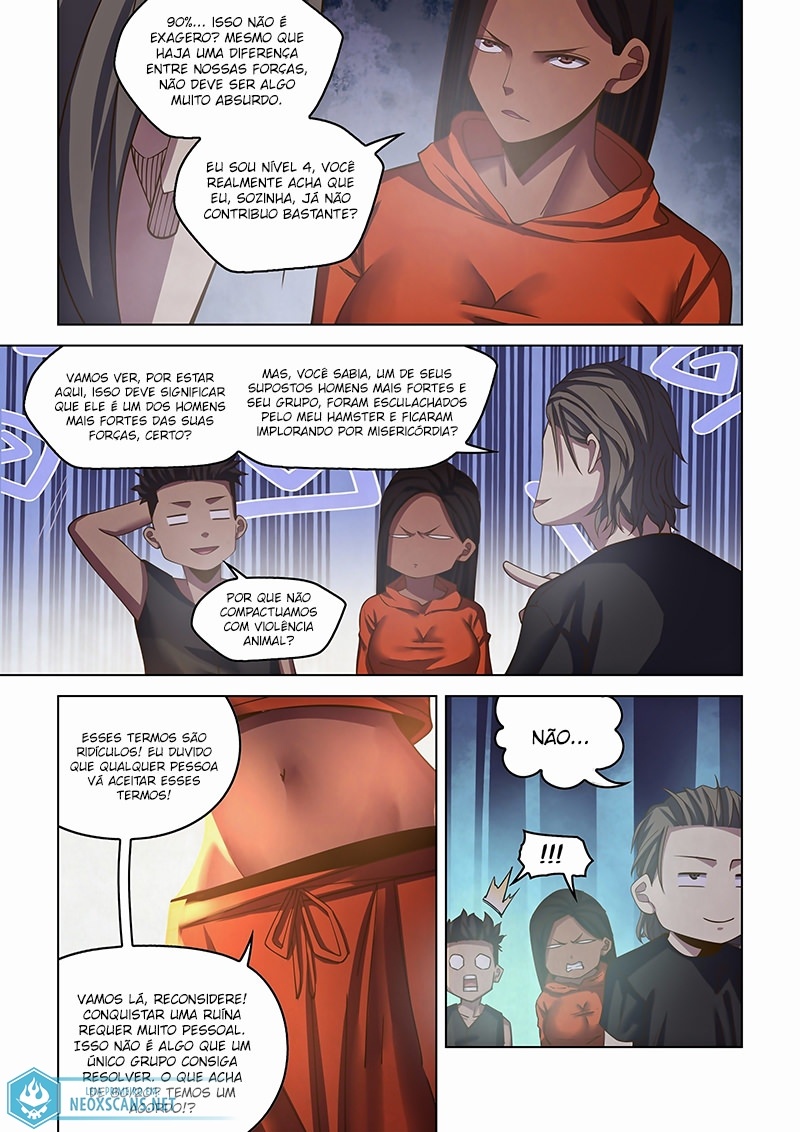 90%... ISSO NÃO É
EXAGERO? MESMO QUE
HAJA UMA DIFERENÇA
ENTRE NOSSAS FORÇAS,
NÃO DEVE SER ALGO
MUITO ABSURDO.
EU SOU NÍVEL 4, VOCÊ
REALMENTE ACHA QUE
EU, SOZINHA, JÁ NÃO
CONTRIBUO BASTANTE?
VAMOS VER, POR ESTAR
AQUI, ISSO DEVE SIGNIFICAR
QUE ELE É UM DOS HOMENS
MAIS FORTES DAS SUAS
FORÇAS, CERTO?
MAS, VOCÊ SABIA, UM DE SEUS
SUPOSTOS HOMENS MAIS FORTES E
SEU GRUPO, FORAM ESCULACHADOS
PELO MEU HAMSTER E FICARAM
IMPLORANDO POR MISERICÓRDIA?
POR QUE NÃO
COMPACTUAMOS
COM VIOLÊNCIA
ANIMAL?
ESSES TERMOS SÃO
RIDÍCULOS! EU DUVIDO
QUE QUALQUER PESSOA
VÁ ACEITAR ESSES
TERMOS!
NÃO...
!!!
VAMOS LÁ, RECONSIDERE!
CONQUISTAR UMA RUÍNA
REQUER MUITO PESSOAL.
ISSO NÃO É ALGO QUE UM
ÚNICO GRUPO CONSIGA
RESOLVER. O QUE ACHA
DE 80/20? TEMOS UM
ACORDO!?
NEOXSCANS.NET